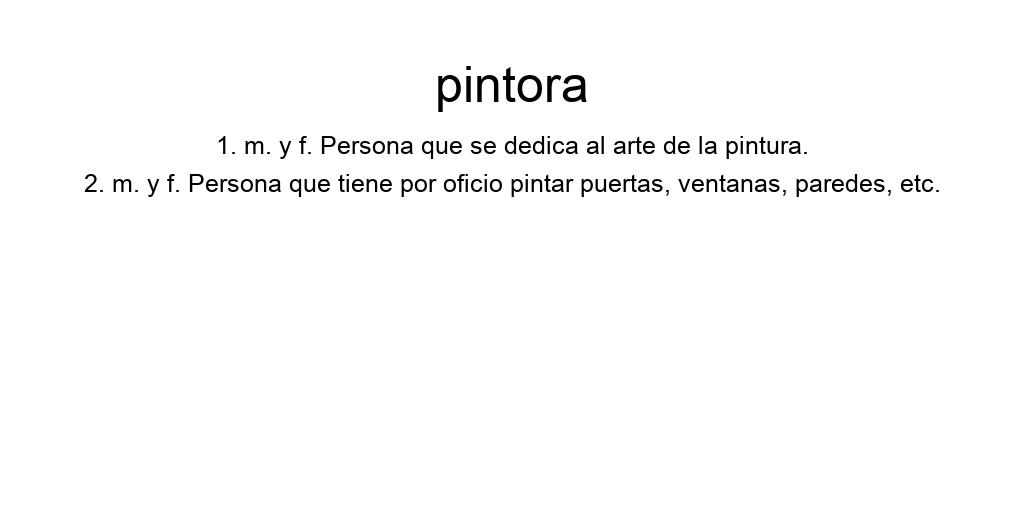 pintora
1. m. y f. Persona que se dedica al arte de la pintura.
2. m. y f. Persona que tiene por oficio pintar puertas, ventanas, paredes, etc.